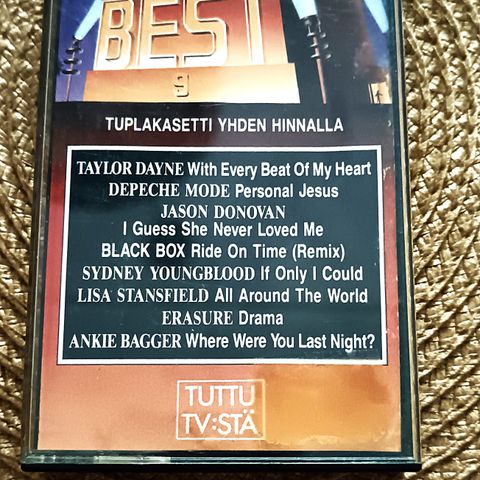 BEST
9
TUPLAKASETTI YHDEN HINNALLA
TAYLOR DAYNE With Every Beat Of My Heart
DEPECHE MODE Personal Jesus
JASON DONOVAN
I Guess She Never Loved Me
BLACK BOX Ride On Time (Remix)
SYDNEY YOUNGBLOOD If Only I Could
LISA STANSFIELD All Around The World
ERASURE Drama
ANKIE BAGGER Where Were You Last Night?
TUTTU
TV:STÄ